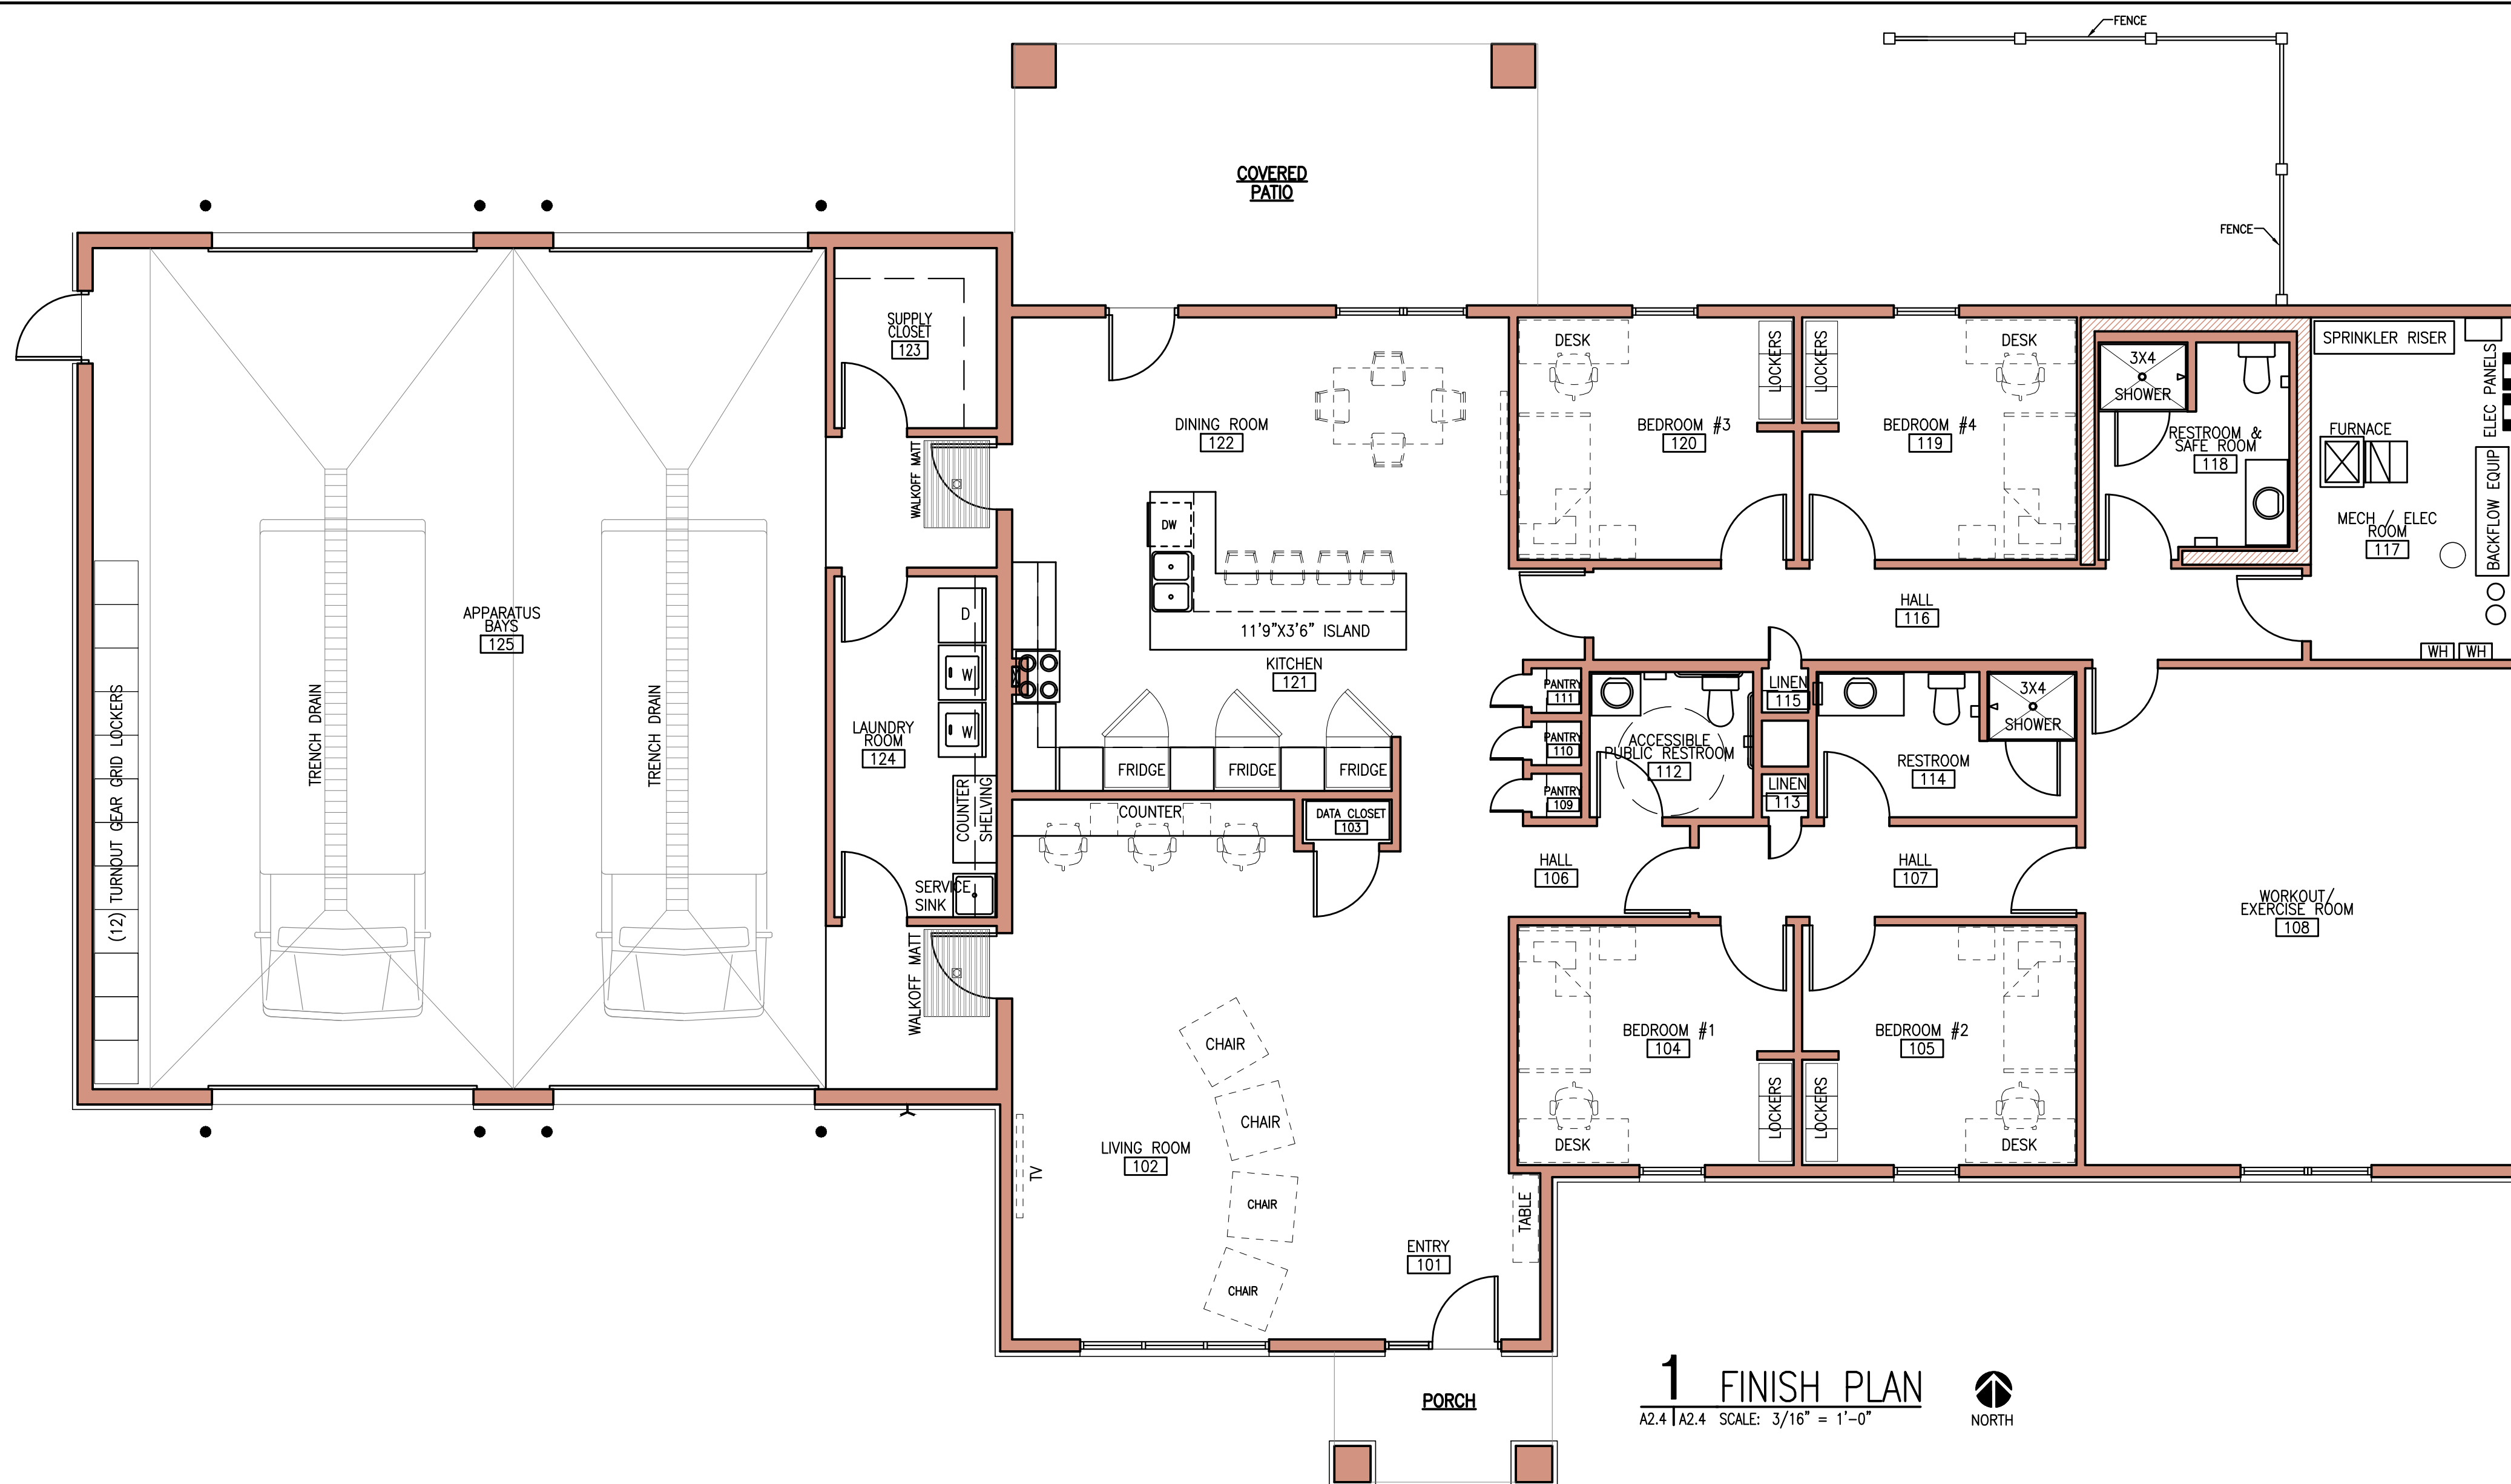 FENCE
FENCE
COVERED
PATIO
SUPPLY
CLOSET
123
WALKOFF MATT
DINING ROOM
122
DESK
LOCKERS
BEDROOM #3
120
LOCKERS
DESK
BEDROOM #4
119
3X4
SHOWER
RESTROOM &
SAFE ROOM
118
SPRINKLER RISER
ELEC PANELS
FURNACE
MECH / ELEC
ROOM
117
BACKFLOW EQUIP
WH
WH
(12) TURNOUT GEAR GRID LOCKERS
TRENCH DRAIN
APPARATUS
BAYS
125
TRENCH DRAIN
D
W
W
LAUNDRY
ROOM
124
COUNTER
SHELVING
SERVICE
SINK
WALKOFF MATT
DW
11'9"X3'6" ISLAND
KITCHEN
121
FRIDGE
FRIDGE
FRIDGE
COUNTER
DATA CLOSET
103
HALL
116
PANTRY
111
PANTRY
110
PANTRY
109
ACCESSIBLE
PUBLIC RESTROOM
112
LINEN
115
LINEN
113
RESTROOM
114
3X4
SHOWER
HALL
106
HALL
107
WORKOUT/
EXERCISE ROOM
108
BEDROOM #1
104
LOCKERS
DESK
BEDROOM #2
105
LOCKERS
DESK
CHAIR
CHAIR
CHAIR
CHAIR
LIVING ROOM
102
TV
TABLE
ENTRY
101
PORCH
1 FINISH PLAN
A2.4 A2.4 SCALE: 3/16" = 1'-0"
NORTH